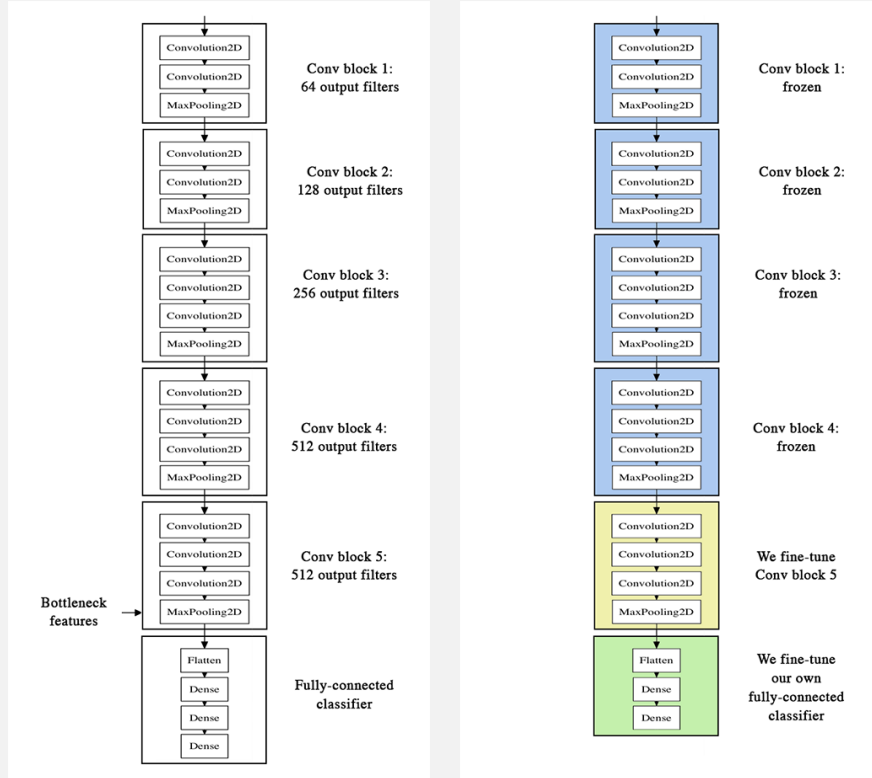 Convolution2D
Convolution2D
MaxPooling2D
Conv block 1:
64 output filters
Convolution2D
Convolution2D
MaxPooling2D
Conv block 2:
128 output filters
Convolution2D
Convolution2D
Convolution2D
MaxPooling2D
Conv block 3:
256 output filters
Convolution2D
Convolution2D
Convolution2D
MaxPooling2D
Conv block 4:
512 output filters
Convolution2D
Convolution2D
Convolution2D
MaxPooling2D
Conv block 5:
512 output filters
Bottleneck
features
Flatten
Dense
Dense
Dense
Fully-connected
classifier
Convolution2D
Convolution2D
MaxPooling2D
Conv block 1:
frozen
Convolution2D
Convolution2D
MaxPooling2D
Conv block 2:
frozen
Convolution2D
Convolution2D
Convolution2D
MaxPooling2D
Conv block 3:
frozen
Convolution2D
Convolution2D
Convolution2D
MaxPooling2D
Conv block 4:
frozen
Convolution2D
Convolution2D
Convolution2D
MaxPooling2D
We fine-tune
Conv block 5
Flatten
Dense
Dense
We fine-tune
our own
fully-connected
classifier